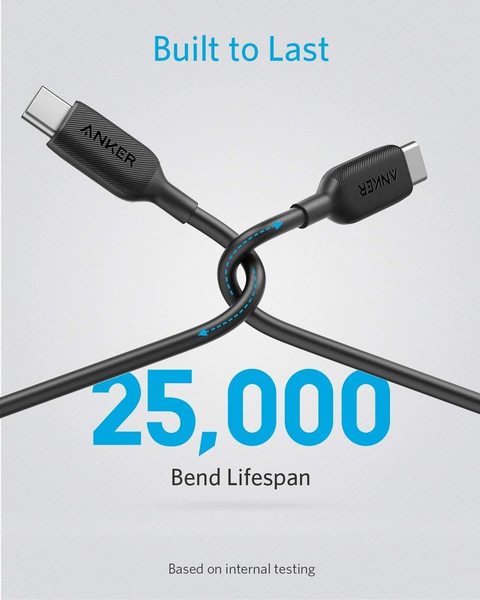 Built to Last
ANKER
ANKER
25,000
Bend Lifespan
Based on internal testing